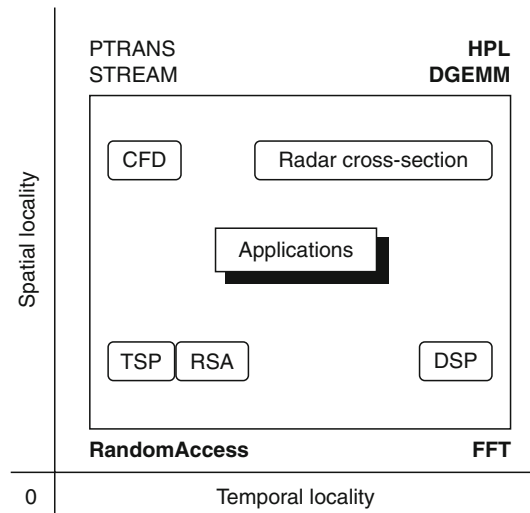 PTRANS HPL
STREAM DGEMM
CFD Radar cross-section
Spatial locality
Applications
TSP RSA DSP
RandomAccess FFT
0 Temporal locality